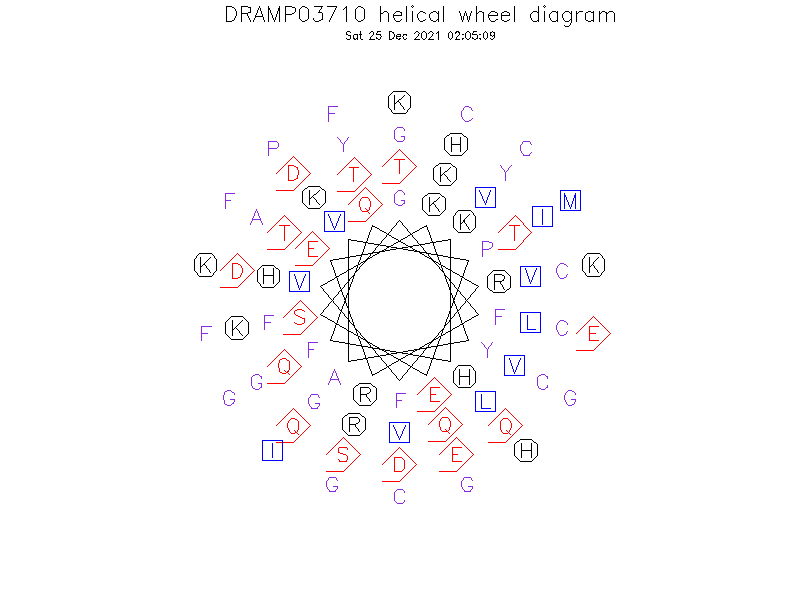 DRAMP03710 helical wheel diagram
Sat 25 Dec 2021 02:05:09
K
F C
G
Y H
P C
T
D T K Y
F K Q G K V M
A V K I
T T
E P
K D C K
H V R V
F S F L
K C
F E
F Y
Q V
G A H C
G G R F E L G
Q R V Q Q
I S E H
D
G G
C